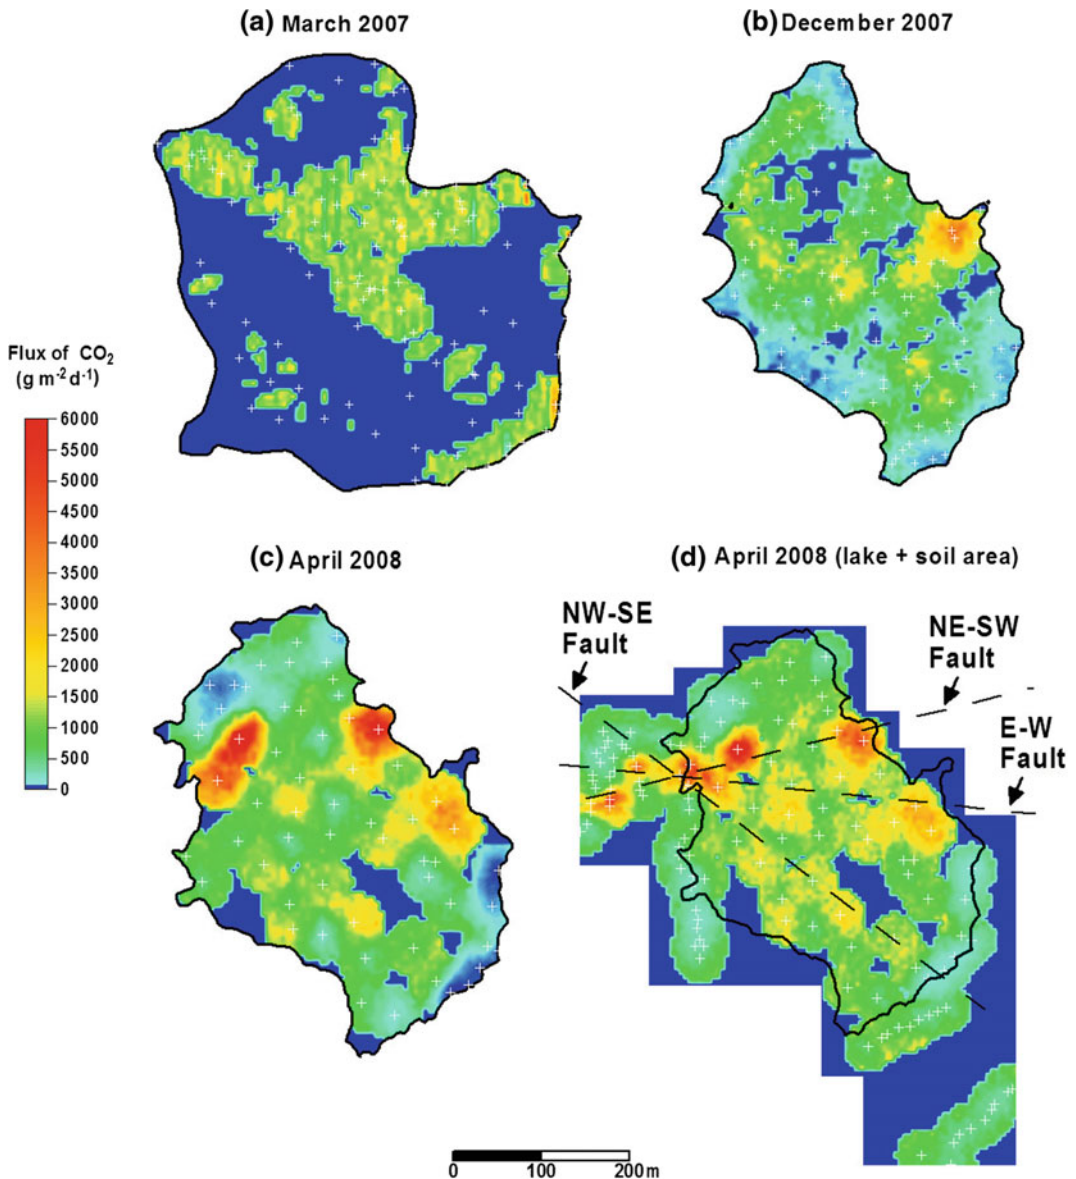 (a) March 2007
(b) December 2007
Flux of CO₂
(g m⁻² d⁻¹)
6000
5500
5000
4500
4000
3500
3000
2500
2000
1500
1000
500
0
(c) April 2008
(d) April 2008 (lake + soil area)
NW-SE
Fault
NE-SW
Fault
E-W
Fault
0 100 200 m